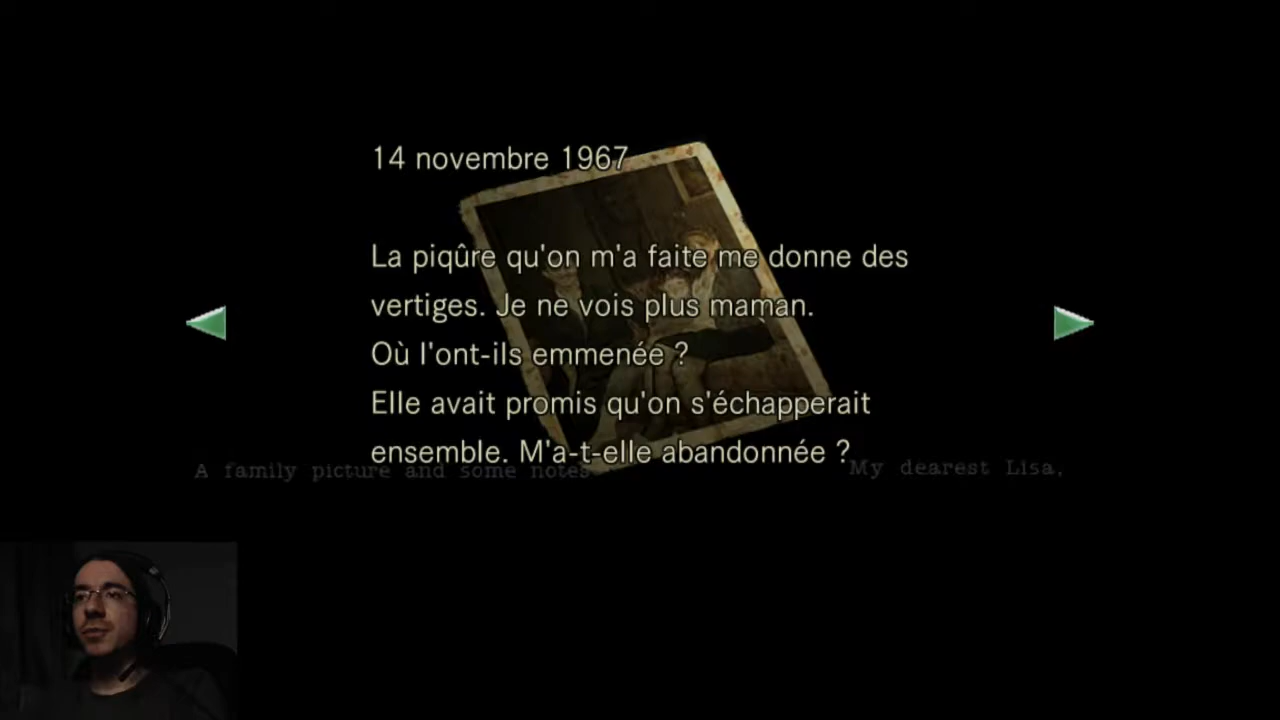 14 novembre 1967
La piqûre qu'on m'a faite me donne des
vertiges. Je ne vois plus maman.
Où l'ont-ils emmenée ?
Elle avait promis qu'on s'échapperait
ensemble. M'a-t-elle abandonnée ?
A family picture and some notes
My dearest Lisa,